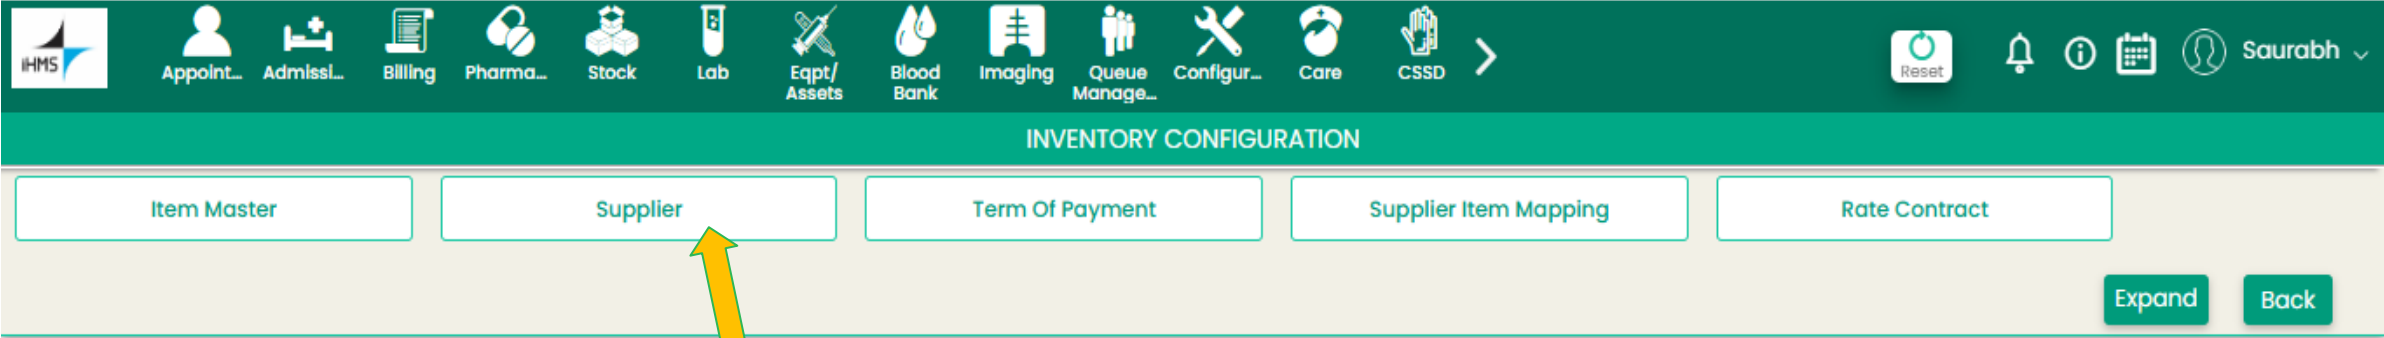 iHMS
Appoint...
Admissi...
Billing
Pharma...
Stock
Lab
Eqpt/
Assets
Blood
Bank
Imaging
Queue
Manage...
Configur...
Care
CSSD
Reset
Saurabh
INVENTORY CONFIGURATION
Item Master
Supplier
Term Of Payment
Supplier Item Mapping
Rate Contract
Expand
Back